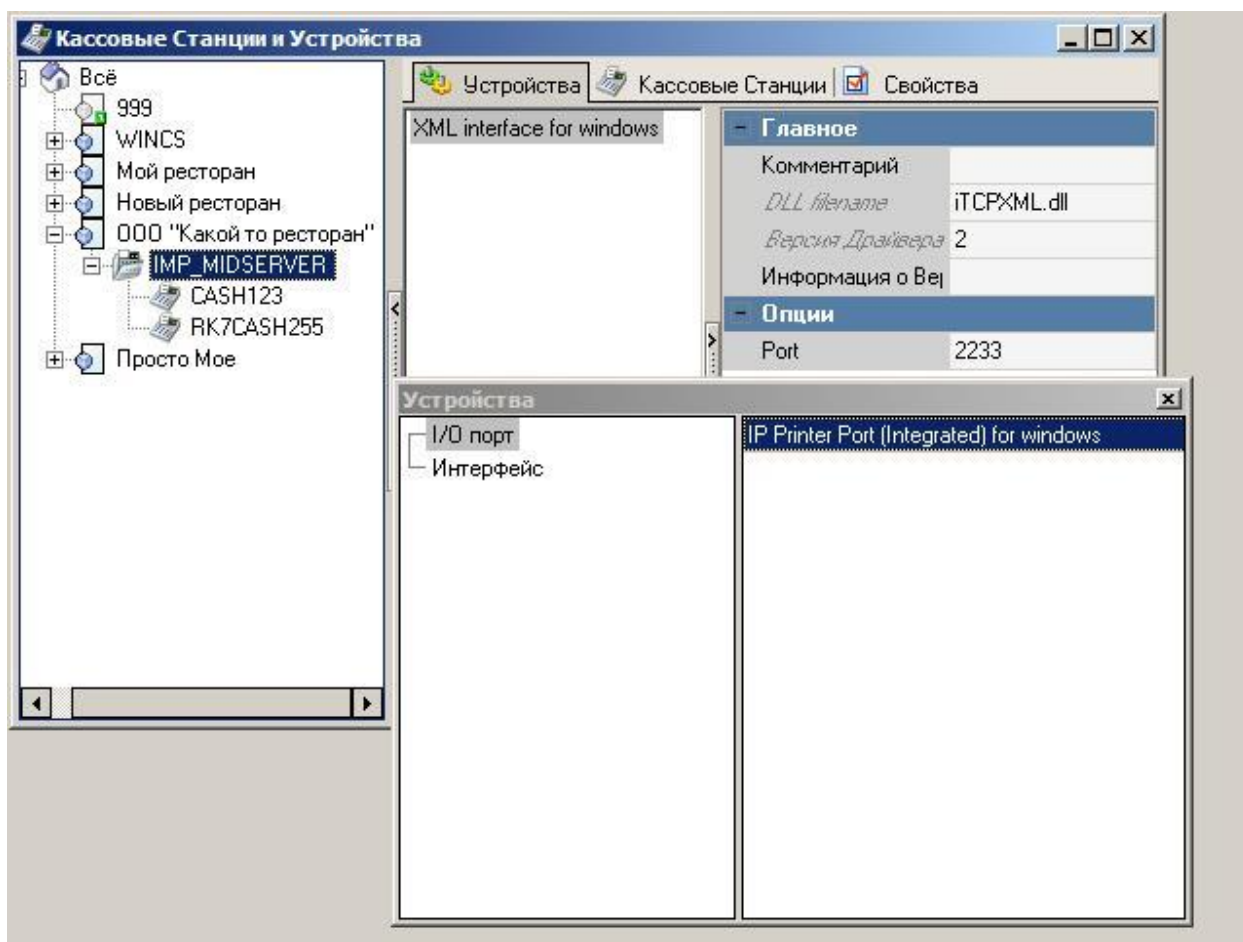 Кассовые Станции и Устройства
Всё
999
WINCS
Мой ресторан
Новый ресторан
ООО "Какой то ресторан"
IMP_MIDSERVER
CASH123
RK7CASH255
Просто Мое
Устройства Кассовые Станции Свойства
XML interface for windows
Главное
Комментарий
DLL filename iTCPXML.dll
Версия Драйвера 2
Информация о Вер
Опции
Port 2233
Устройства
I/O порт
Интерфейс
IP Printer Port (Integrated) for windows